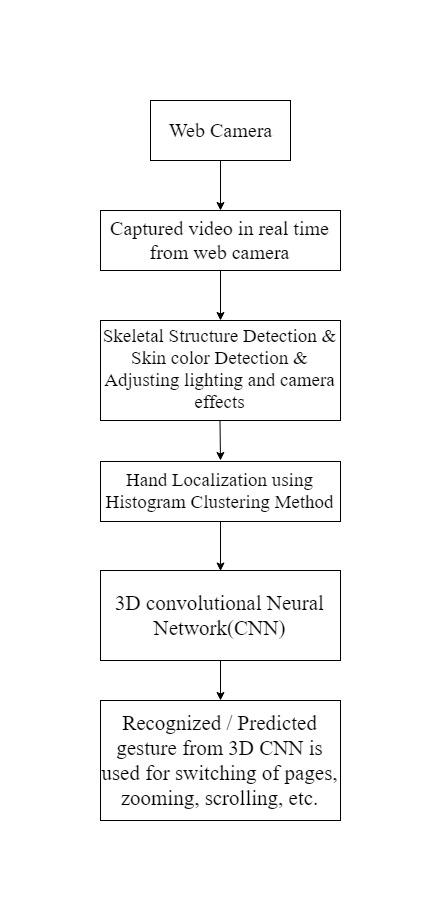 Web Camera
Captured video in real time
from web camera
Skeletal Structure Detection &
Skin color Detection &
Adjusting lighting and camera
effects
Hand Localization using
Histogram Clustering Method
3D convolutional Neural
Network(CNN)
Recognized / Predicted
gesture from 3D CNN is
used for switching of pages,
zooming, scrolling, etc.